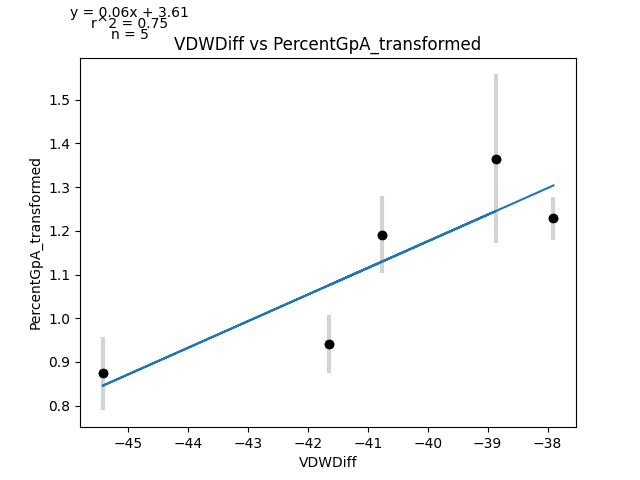 y = 0.06x + 3.61
r^2 = 0.75
n = 5
VDWDiff vs PercentGpA_transformed
PercentGpA_transformed
1.5
1.4
1.3
1.2
1.1
1.0
0.9
0.8
−45 −44 −43 −42 −41 −40 −39 −38
VDWDiff